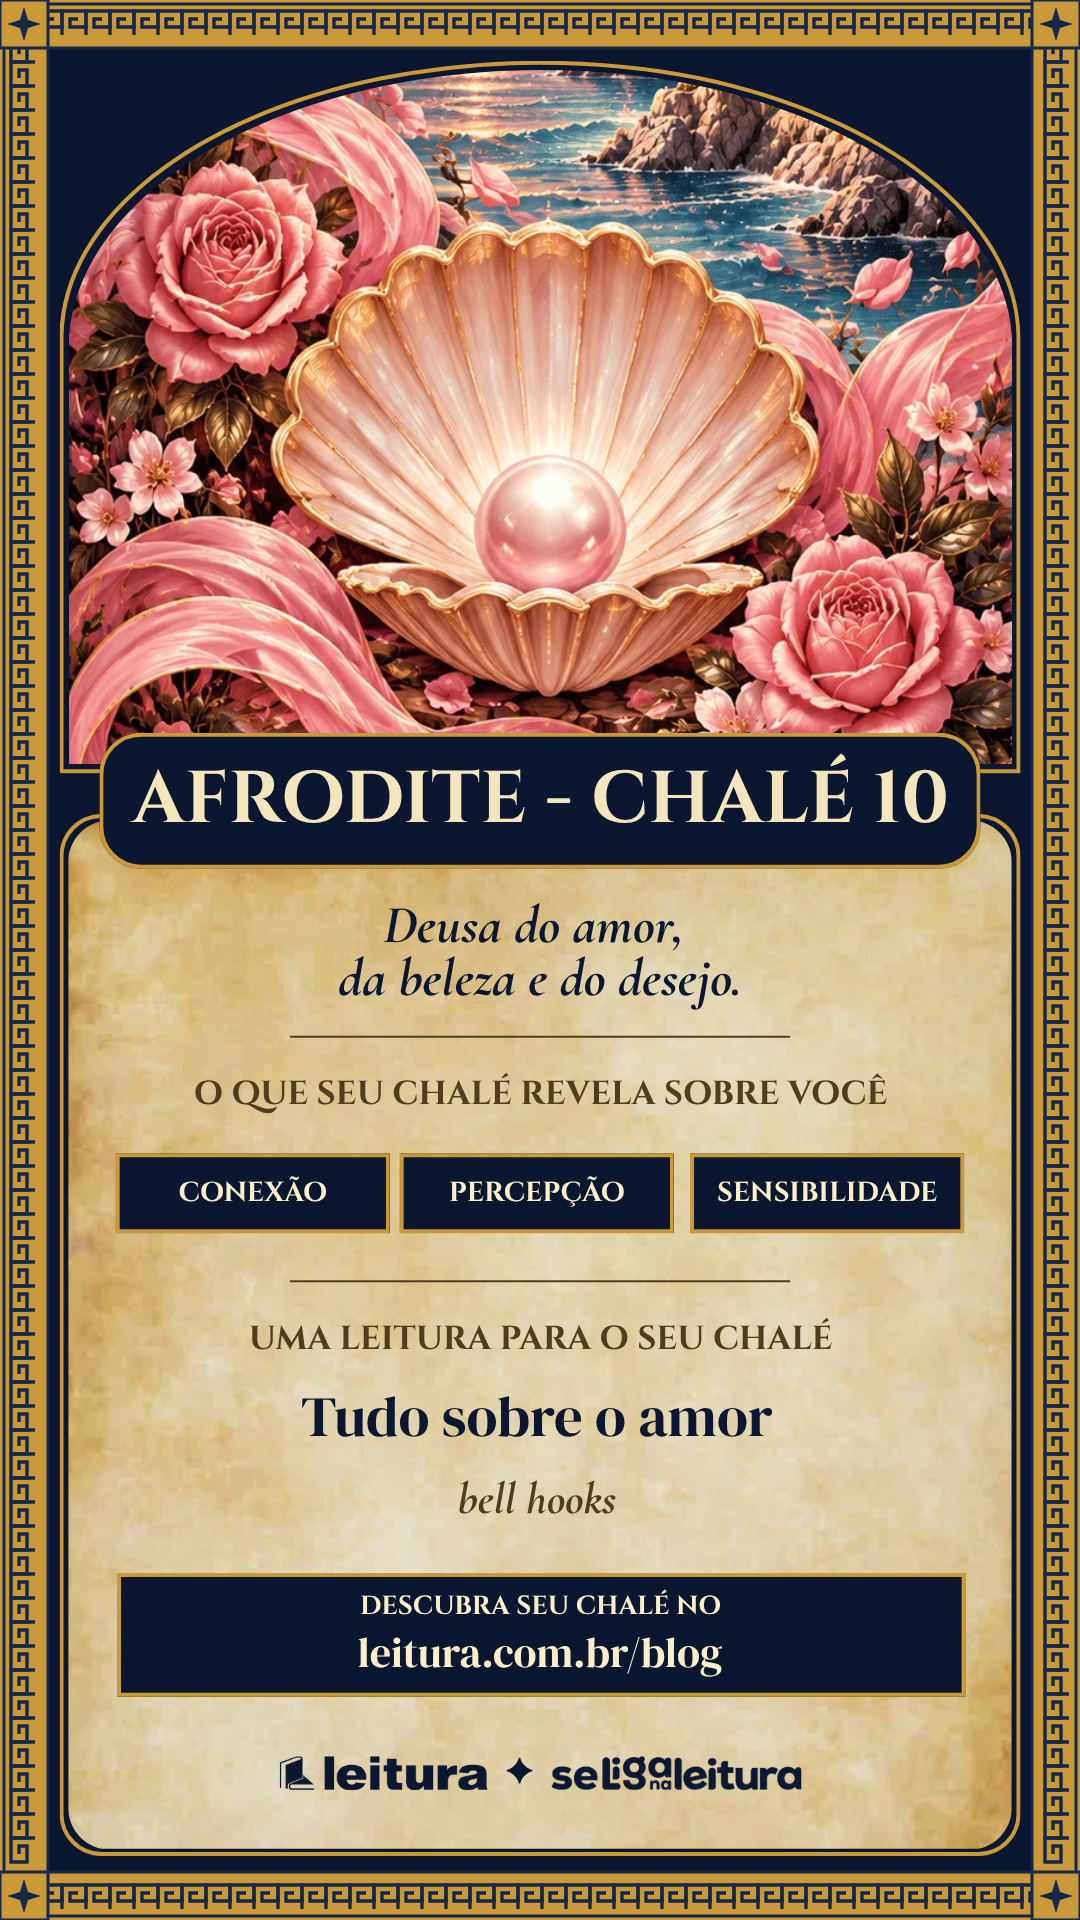 AFRODITE - CHALÉ 10
Deusa do amor,
da beleza e do desejo.
O QUE SEU CHALÉ REVELA SOBRE VOCÊ
CONEXÃO PERCEPÇÃO SENSIBILIDADE
UMA LEITURA PARA O SEU CHALÉ
Tudo sobre o amor
bell hooks
DESCUBRA SEU CHALÉ NO
leitura.com.br/blog
leitura seliganaleitura